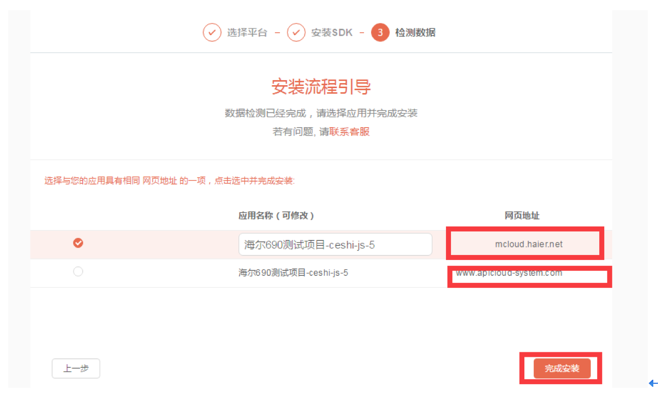 选择平台 - 安装SDK - 3 检测数据
安装流程引导
数据检测已经完成，请选择应用并完成安装
若有问题, 请联系客服
选择与您的应用具有相同 网页地址 的一项，点击选中并完成安装:
应用名称（可修改） 网页地址
海尔690测试项目-ceshi-js-5 mcloud.haier.net
海尔690测试项目-ceshi-js-5 www.apicloud-system.com
上一步 完成安装